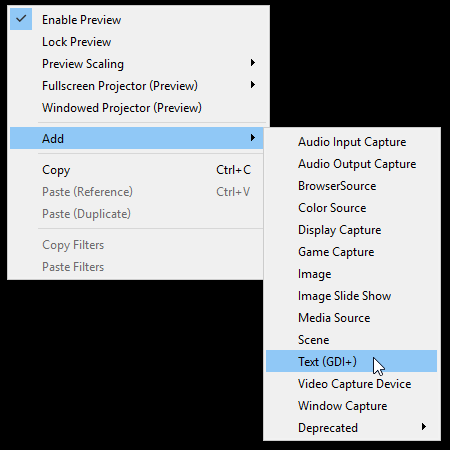 Enable Preview
Lock Preview
Preview Scaling
Fullscreen Projector (Preview)
Windowed Projector (Preview)
Add
Copy Ctrl+C
Paste (Reference) Ctrl+V
Paste (Duplicate)
Copy Filters
Paste Filters
Audio Input Capture
Audio Output Capture
BrowserSource
Color Source
Display Capture
Game Capture
Image
Image Slide Show
Media Source
Scene
Text (GDI+)
Video Capture Device
Window Capture
Deprecated